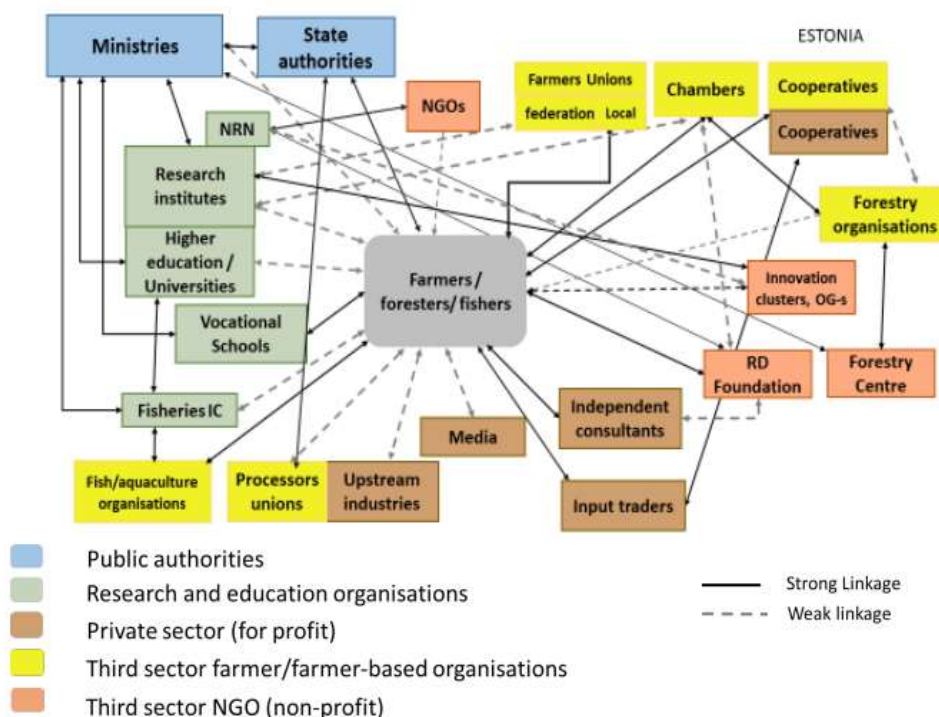 ESTONIA
Ministries
State
authorities
NGOs
Farmers Unions
federation Local
Chambers
Cooperatives
Cooperatives
NRN
Research
institutes
Higher
education /
Universities
Vocational
Schools
Fisheries IC
Farmers /
foresters/ fishers
Forestry
organisations
Innovation
clusters, OG-s
RD
Foundation
Forestry
Centre
Independent
consultants
Media
Input traders
Fish/aquaculture
organisations
Processors
unions
Upstream
industries
Public authorities
Research and education organisations
Private sector (for profit)
Third sector farmer/farmer-based organisations
Third sector NGO (non-profit)
Strong Linkage
Weak linkage